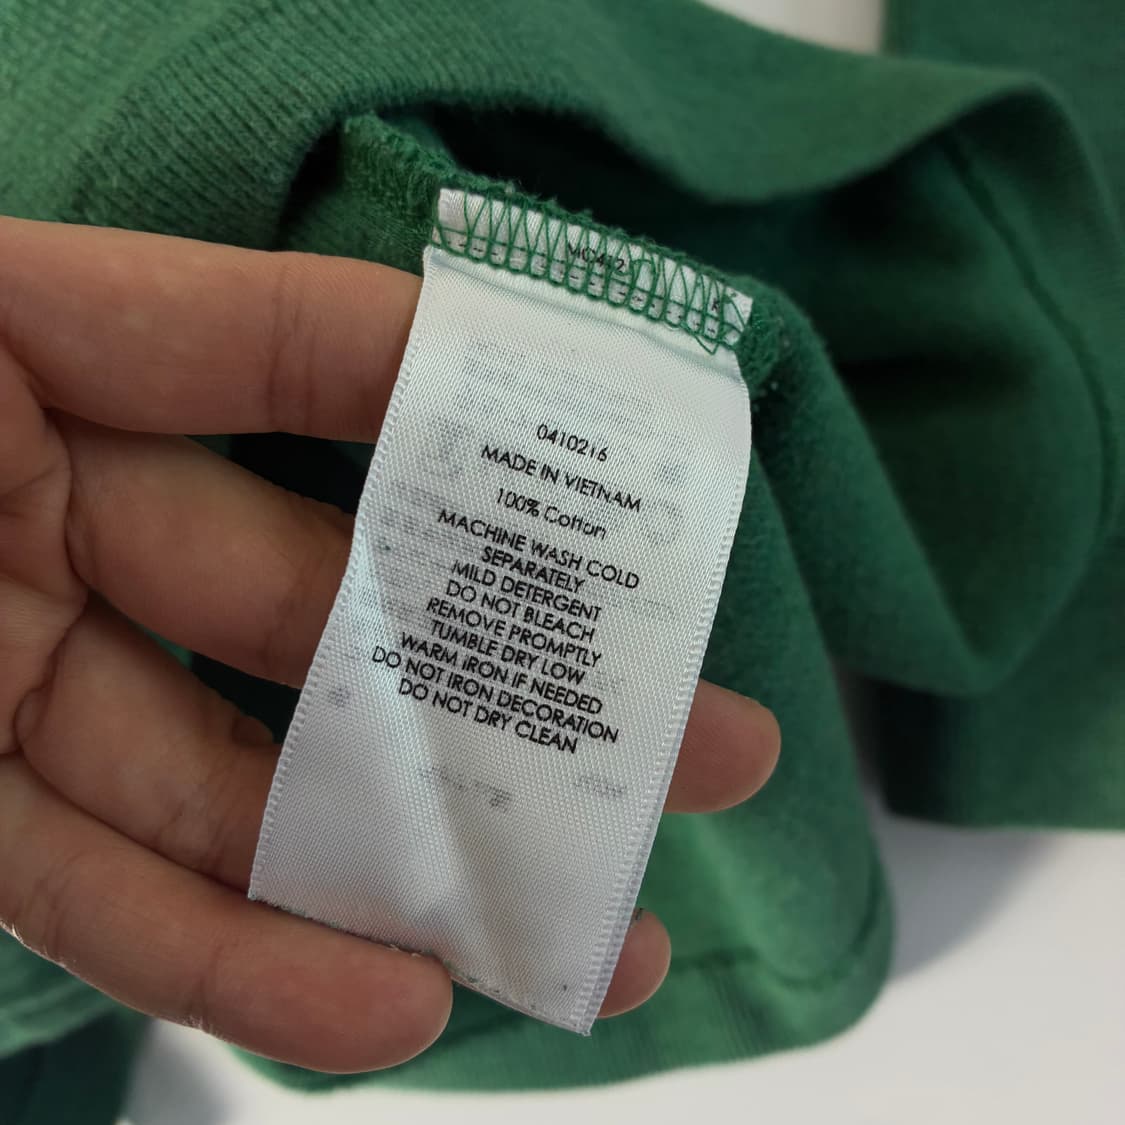 0410216
MADE IN VIETNAM
100% Cotton
MACHINE WASH COLD
SEPARATELY
MILD DETERGENT
DO NOT BLEACH
REMOVE PROMPTLY
TUMBLE DRY LOW
WARM IRON IF NEEDED
DO NOT IRON DECORATION
DO NOT DRY CLEAN